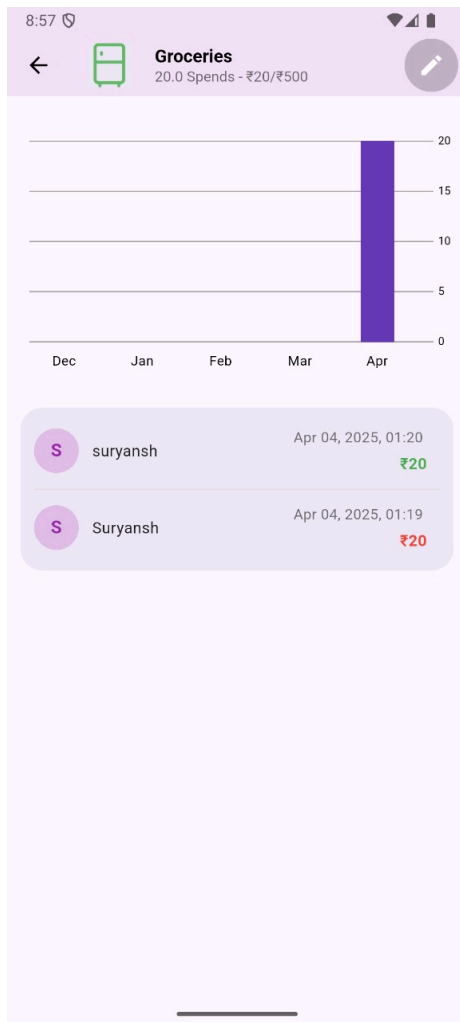 8:57
Groceries
20.0 Spends - ₹20/₹500
20
15
10
5
0
Dec Jan Feb Mar Apr
S suryansh Apr 04, 2025, 01:20
₹20
S Suryansh Apr 04, 2025, 01:19
₹20